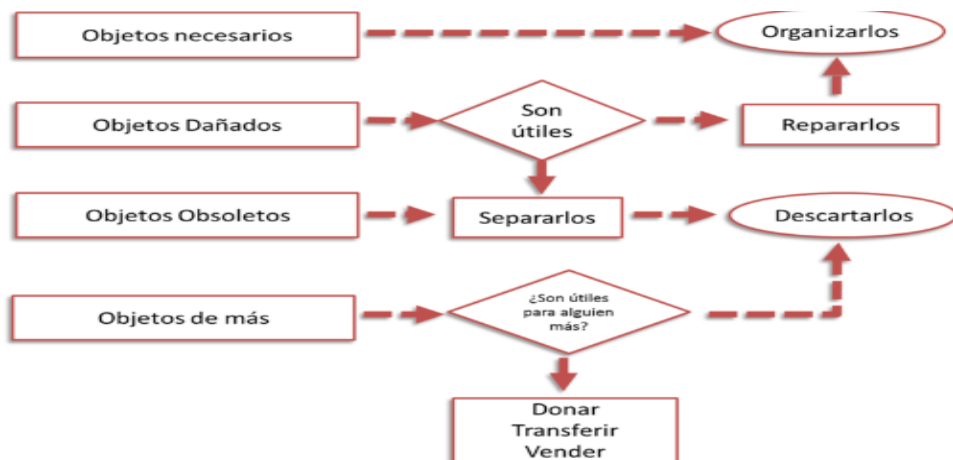 Objetos necesarios
Organizarlos
Objetos Dañados
Son
útiles
Repararlos
Objetos Obsoletos
Separarlos
Descartarlos
Objetos de más
¿Son útiles
para alguien
más?
Donar
Transferir
Vender